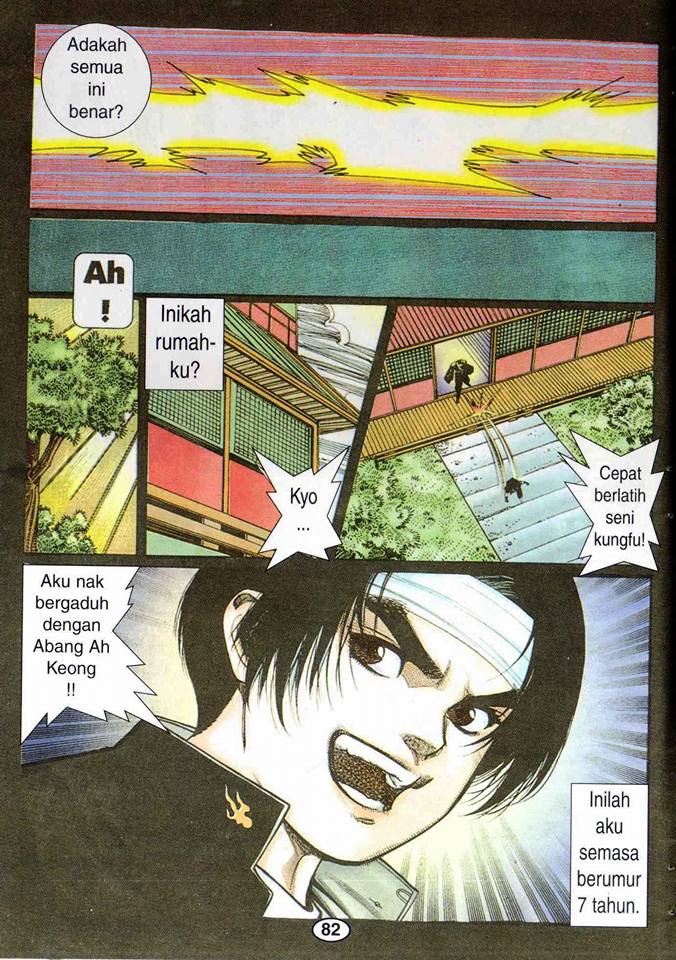 Adakah
semua
ini
benar?
Ah
!
Inikah
rumah-
ku?
Kyo
...
Cepat
berlatih
seni
kungfu!
Aku nak
bergaduh
dengan
Abang Ah
Keong
!!
Inilah
aku
semasa
berumur
7 tahun.
82